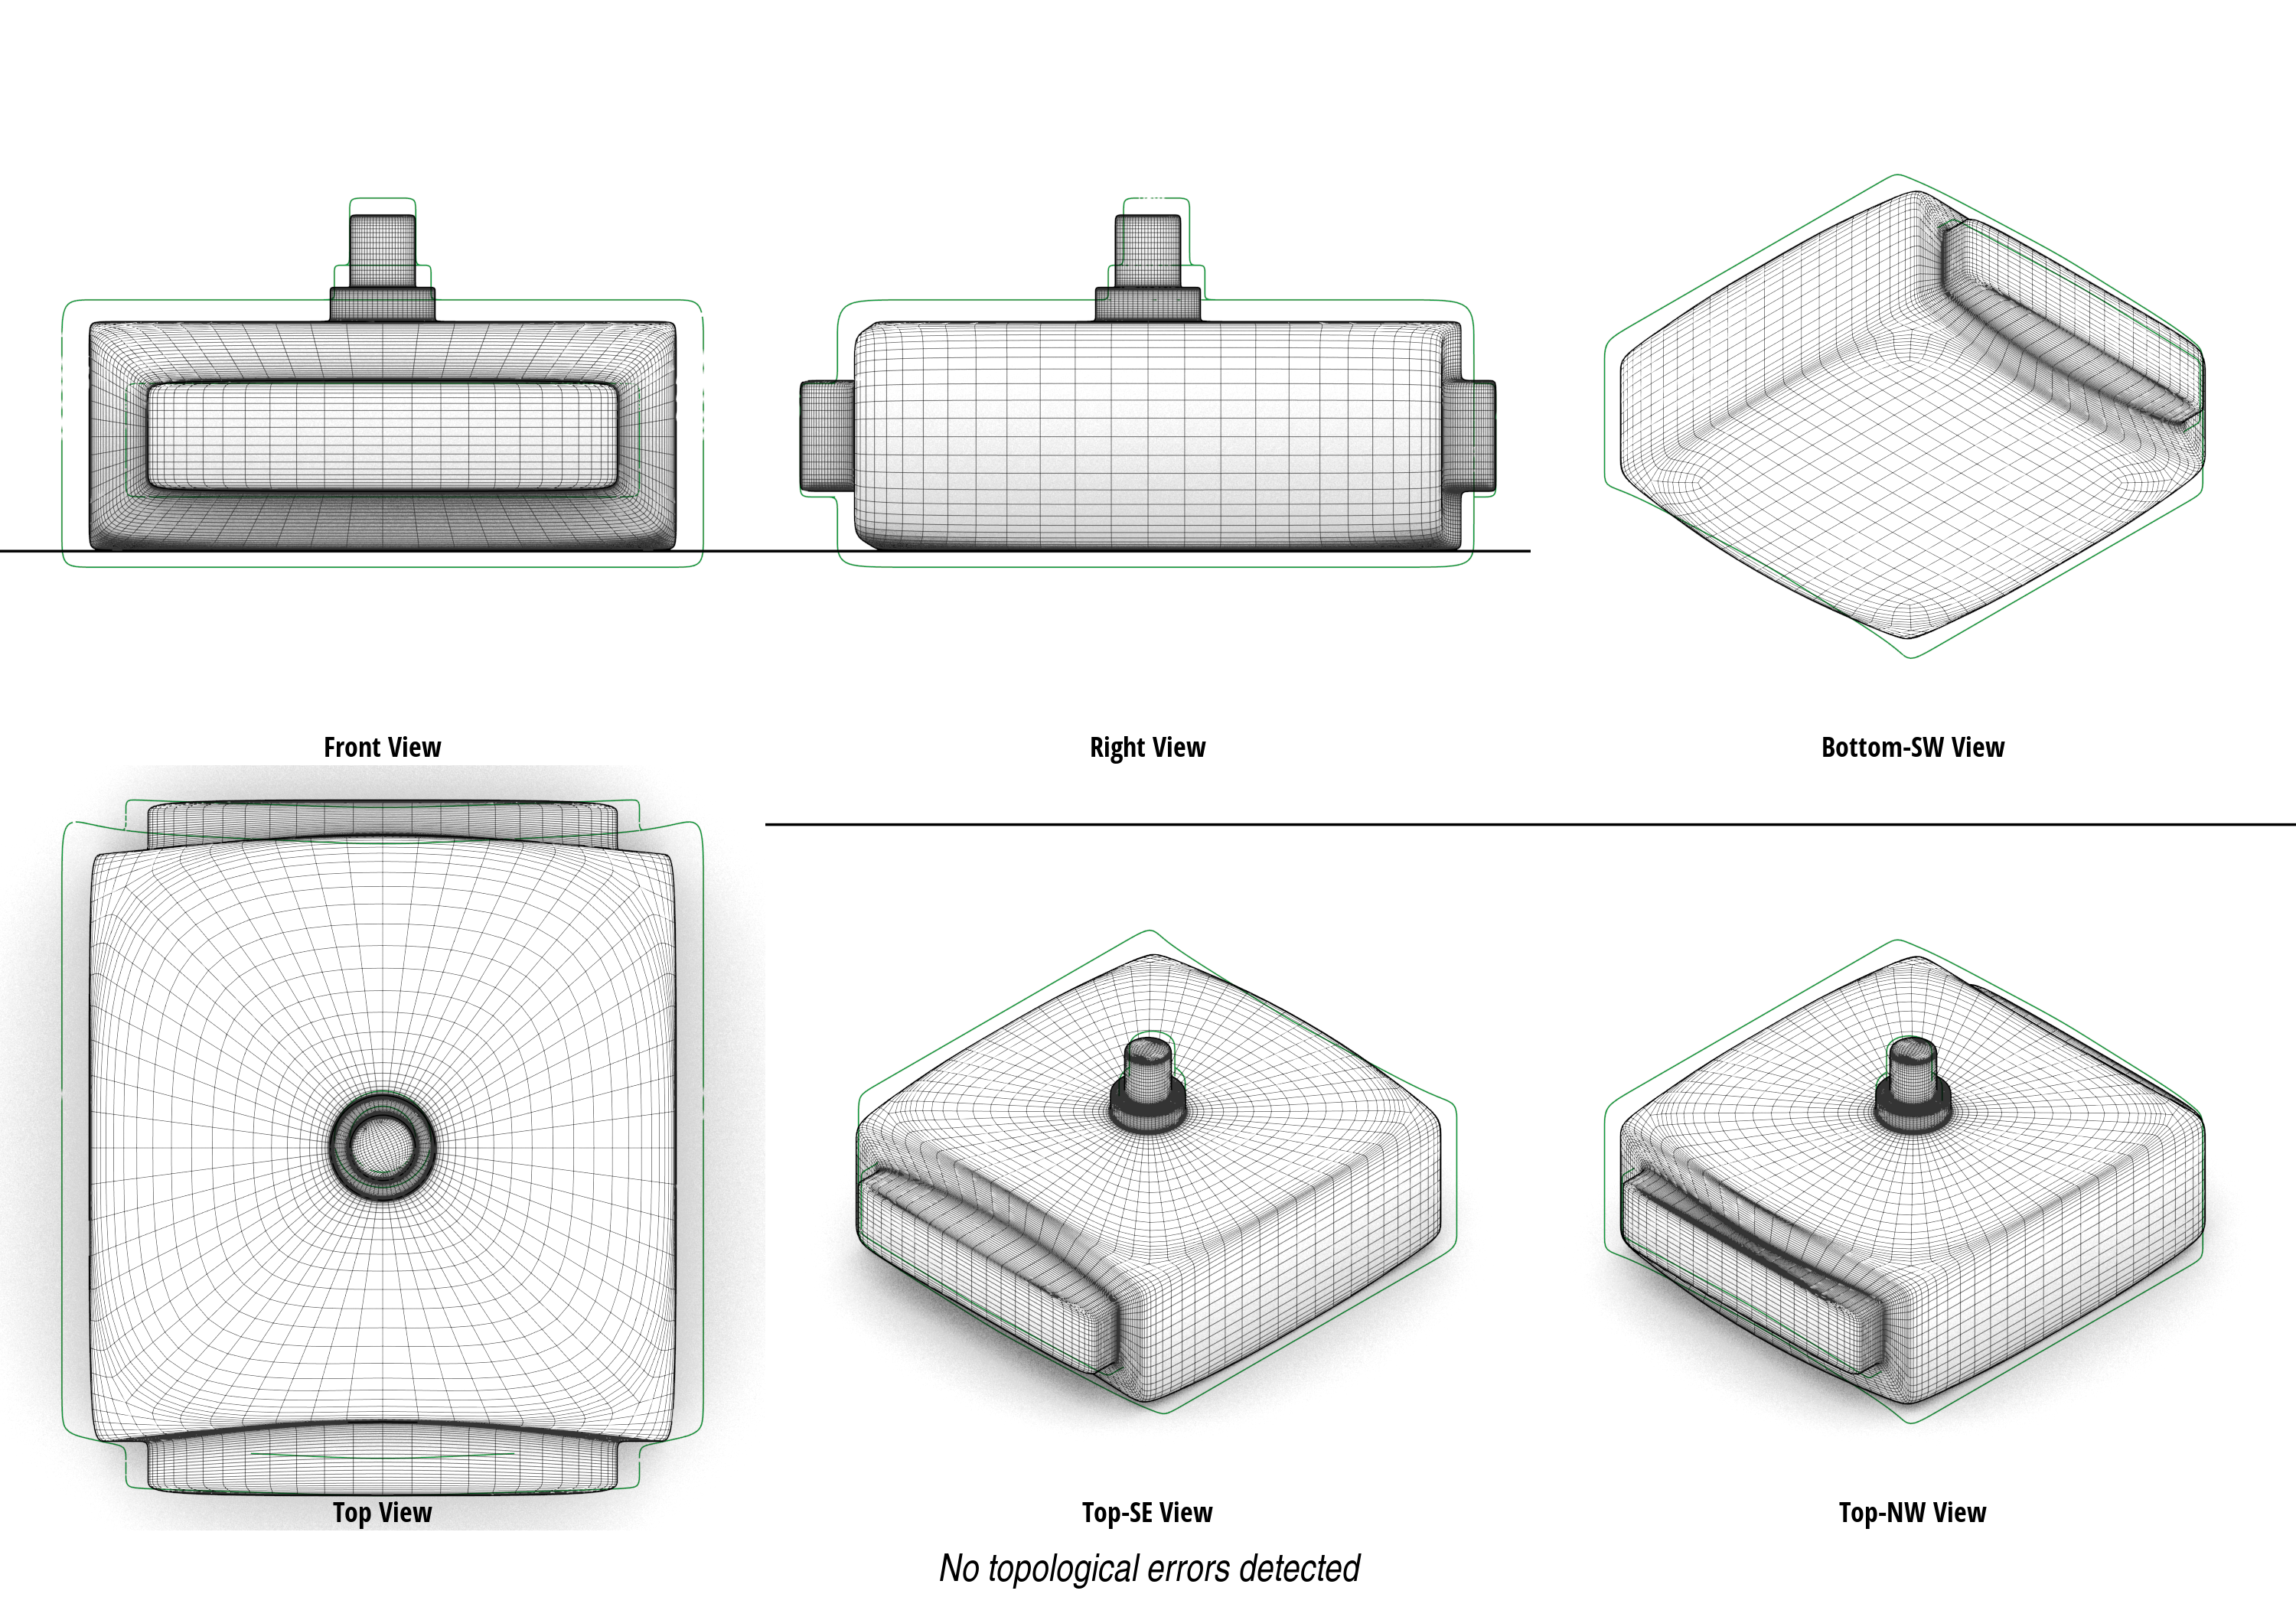 Front View
Right View
Bottom-SW View
Top View
Top-SE View
Top-NW View
No topological errors detected